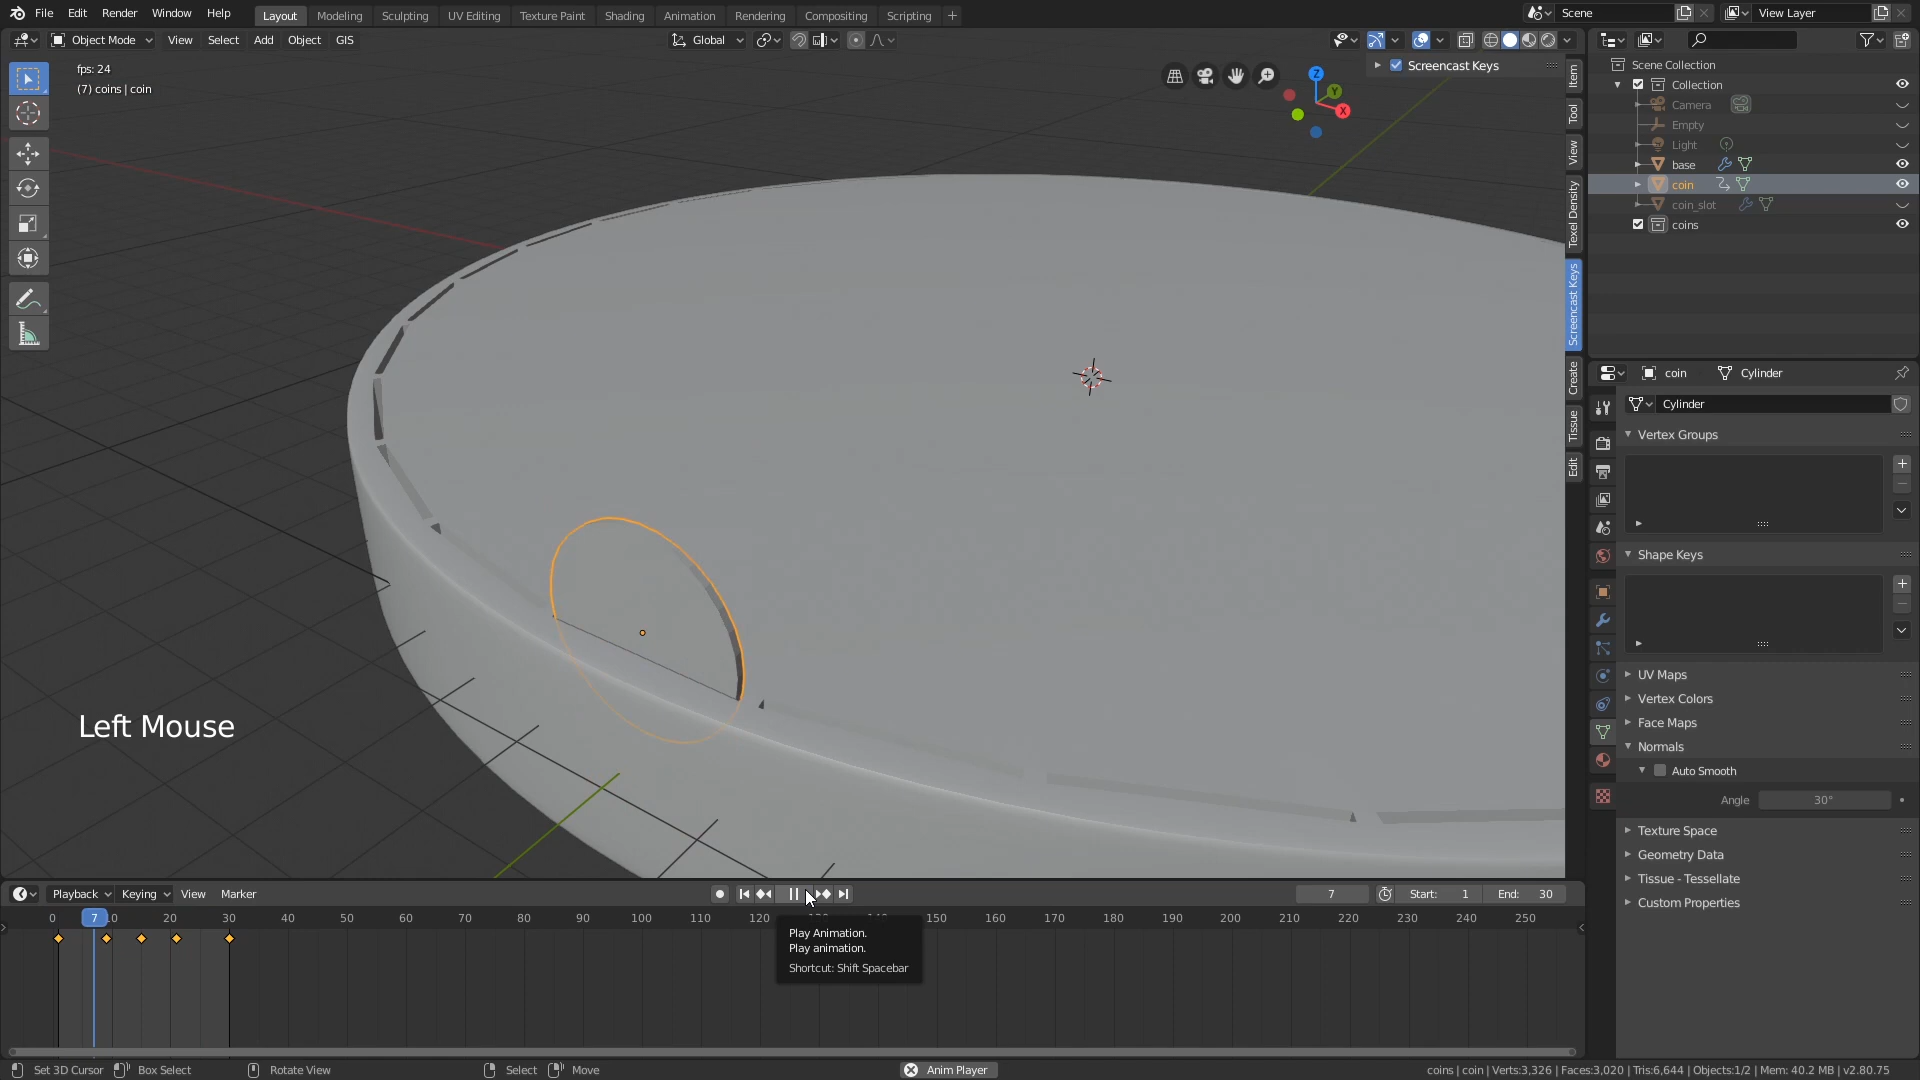 File Edit Render Window Help Layout Modeling Sculpting UV Editing Texture Paint Shading Animation Rendering Compositing Scripting Scene View Layer
Object Mode View Select Add Object GIS Global
fps: 24
(7) coins | coin
Screencast Keys
Z
Y
X
Item
Tool
View
Texel Density
Screencast Keys
Create
Tissue
Edit
Left Mouse
Scene Collection
Collection
Camera
Empty
Light
base
coin
coin_slot
coins
coin Cylinder
Cylinder
Vertex Groups
Shape Keys
UV Maps
Vertex Colors
Face Maps
Normals
Auto Smooth
Angle 30°
Texture Space
Geometry Data
Tissue - Tessellate
Custom Properties
Playback Keying View Marker 7 Start: 1 End: 30
0 7 10 20 30 40 50 60 70 80 90 100 110 120 130 140 150 160 170 180 190 200 210 220 230 240 250
Play Animation.
Play animation.
Shortcut: Shift Spacebar
Set 3D Cursor Box Select Rotate View Select Move Anim Player coins | coin | Verts:3,326 | Faces:3,020 | Tris:6,644 | Objects:1/2 | Mem: 40.2 MB | v2.80.75